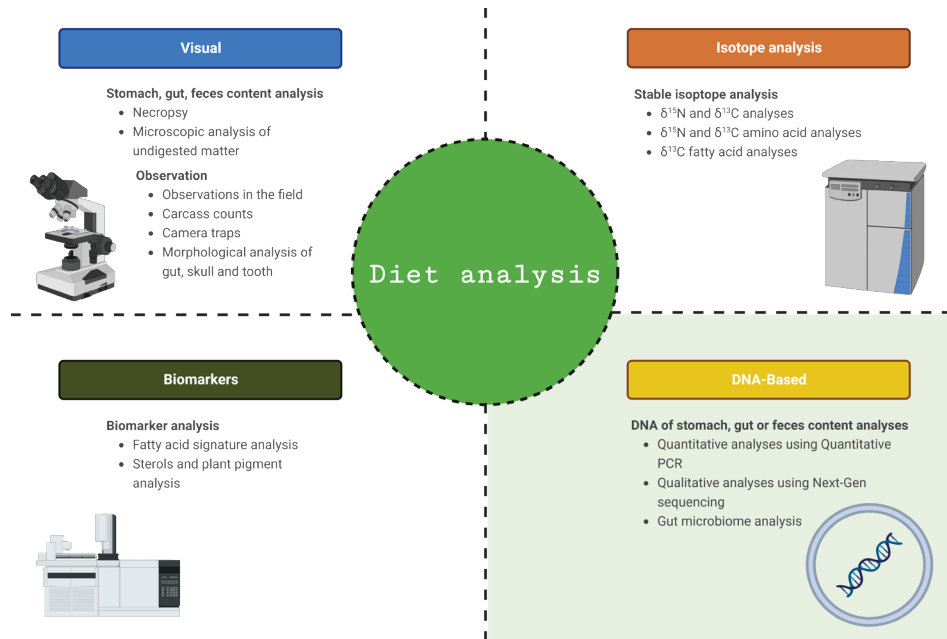 Visual
Stomach, gut, feces content analysis
• Necropsy
• Microscopic analysis of
undigested matter
Observation
• Observations in the field
• Carcass counts
• Camera traps
• Morphological analysis of
gut, skull and tooth
Isotope analysis
Stable isoptope analysis
• δ¹⁵N and δ¹³C analyses
• δ¹⁵N and δ¹³C amino acid analyses
• δ¹³C fatty acid analyses
Diet analysis
Biomarkers
Biomarker analysis
• Fatty acid signature analysis
• Sterols and plant pigment
analysis
DNA-Based
DNA of stomach, gut or feces content analyses
• Quantitative analyses using Quantitative
PCR
• Qualitative analyses using Next-Gen
sequencing
• Gut microbiome analysis